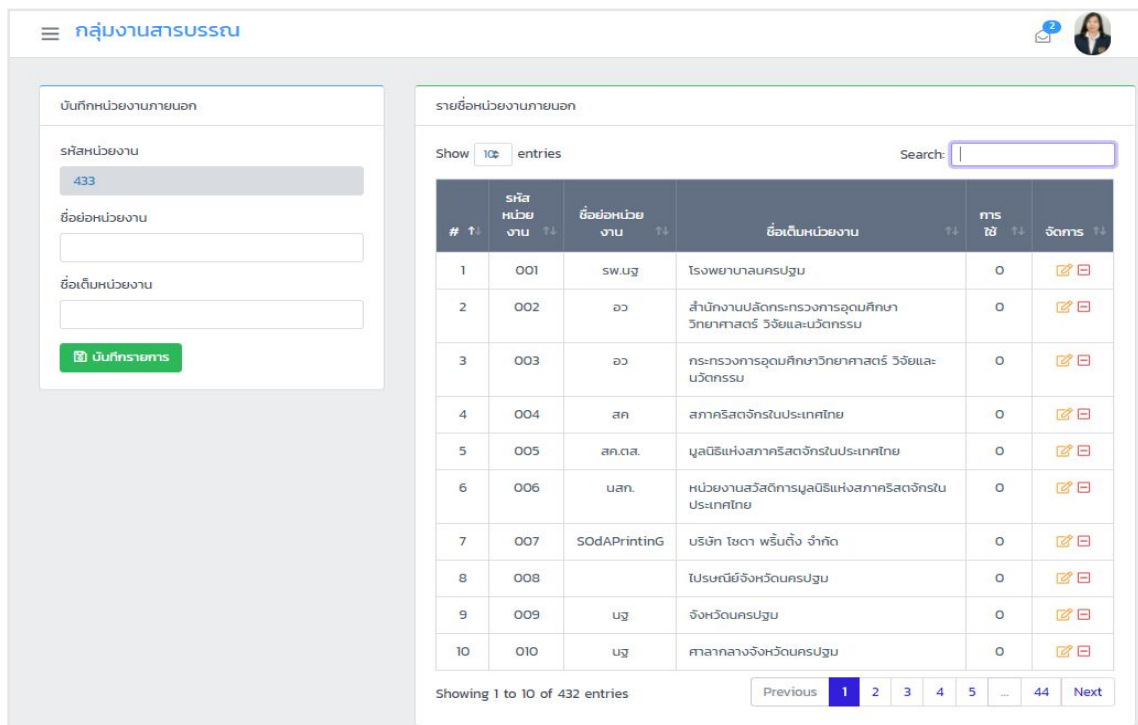 กลุ่มงานสารบรรณ
2
บันทึกหน่วยงานภายนอก
รหัสหน่วยงาน
433
ชื่อย่อหน่วยงาน
ชื่อเต็มหน่วยงาน
บันทึกรายการ
รายชื่อหน่วยงานภายนอก
Show 10 entries
Search:
# รหัสหน่วยงาน ชื่อย่อหน่วยงาน ชื่อเต็มหน่วยงาน การใช้ จัดการ
1 001 รพ.นฐ โรงพยาบาลนครปฐม 0
2 002 อว สำนักงานปลัดกระทรวงการอุดมศึกษา
วิทยาศาสตร์ วิจัยและนวัตกรรม 0
3 003 อว กระทรวงการอุดมศึกษาวิทยาศาสตร์ วิจัยและ
นวัตกรรม 0
4 004 สค สภาคริสตจักรในประเทศไทย 0
5 005 สค.ตส. มูลนิธิแห่งสภาคริสตจักรในประเทศไทย 0
6 006 นสก. หน่วยงานสวัสดิการมูลนิธิแห่งสภาคริสตจักรใน
ประเทศไทย 0
7 007 SOdAPrintinG บริษัท โซดา พริ้นติ้ง จำกัด 0
8 008 ไปรษณีย์จังหวัดนครปฐม 0
9 009 นฐ จังหวัดนครปฐม 0
10 010 นฐ ศาลากลางจังหวัดนครปฐม 0
Showing 1 to 10 of 432 entries
Previous 1 2 3 4 5 ... 44 Next